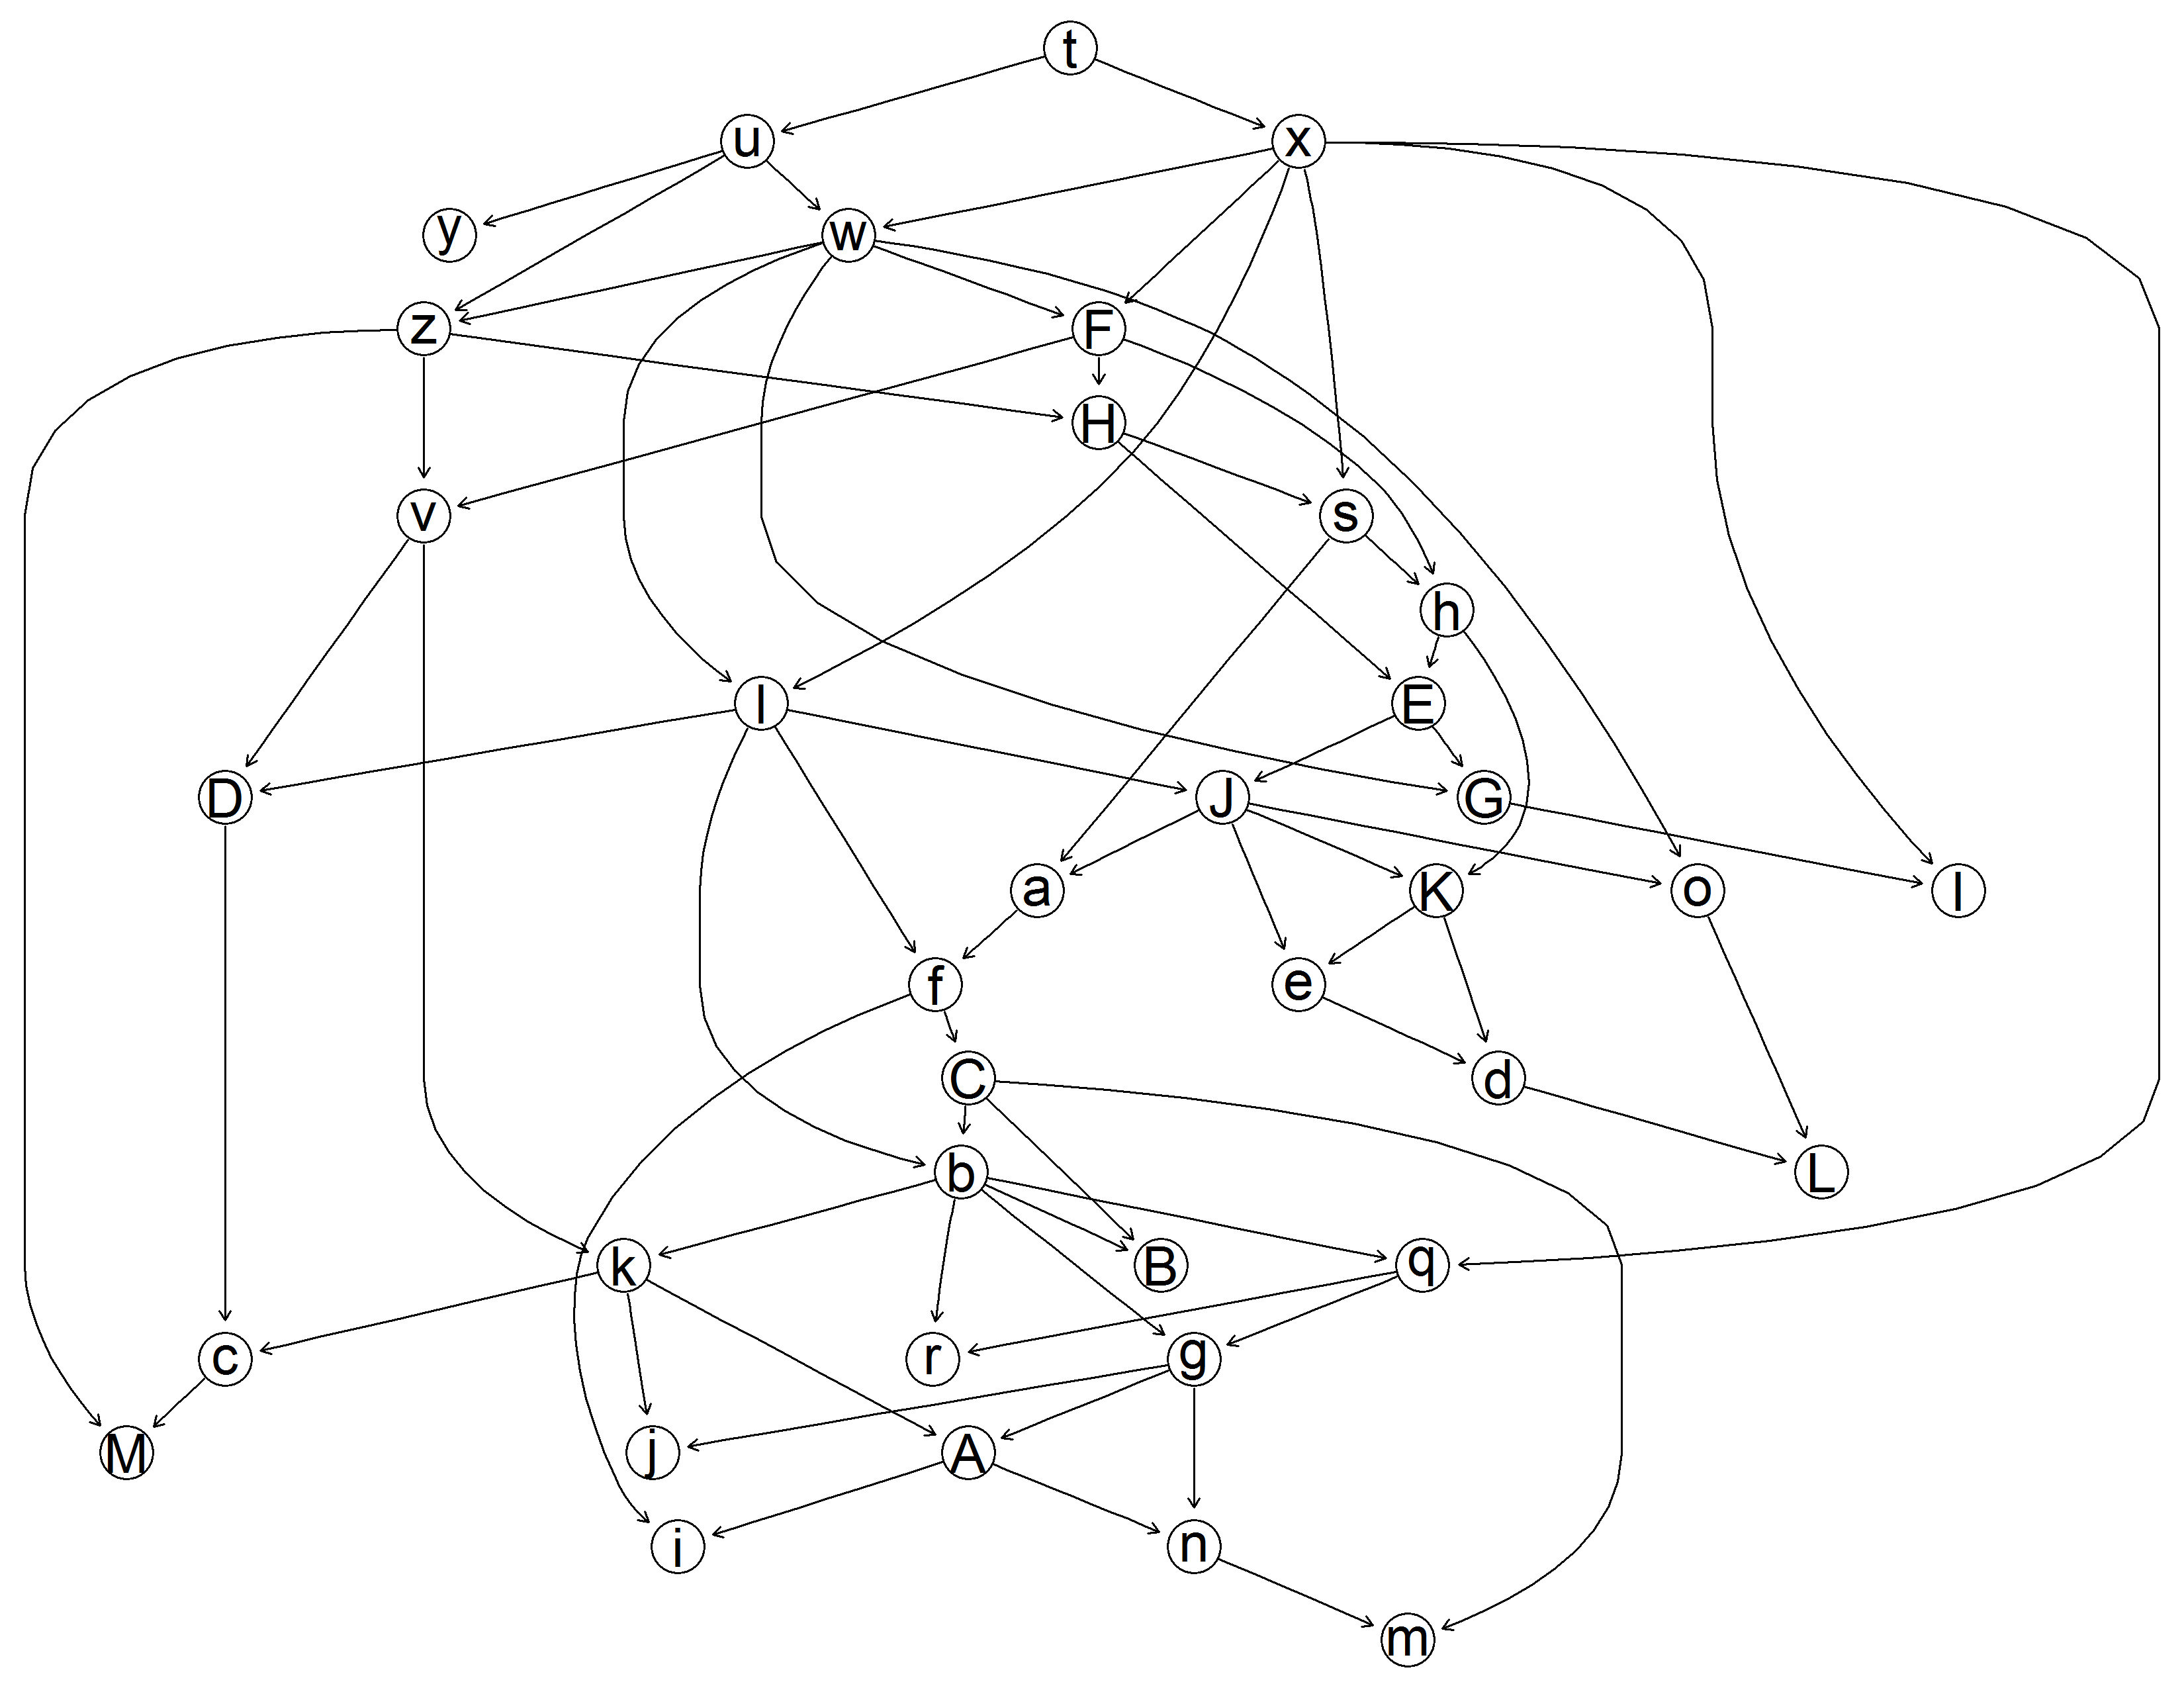 t
u x
y w
z F
H
v s
h
I E
D J G
a K o l
f e
C d
b L
k B q
c r g
M j A
i n
m